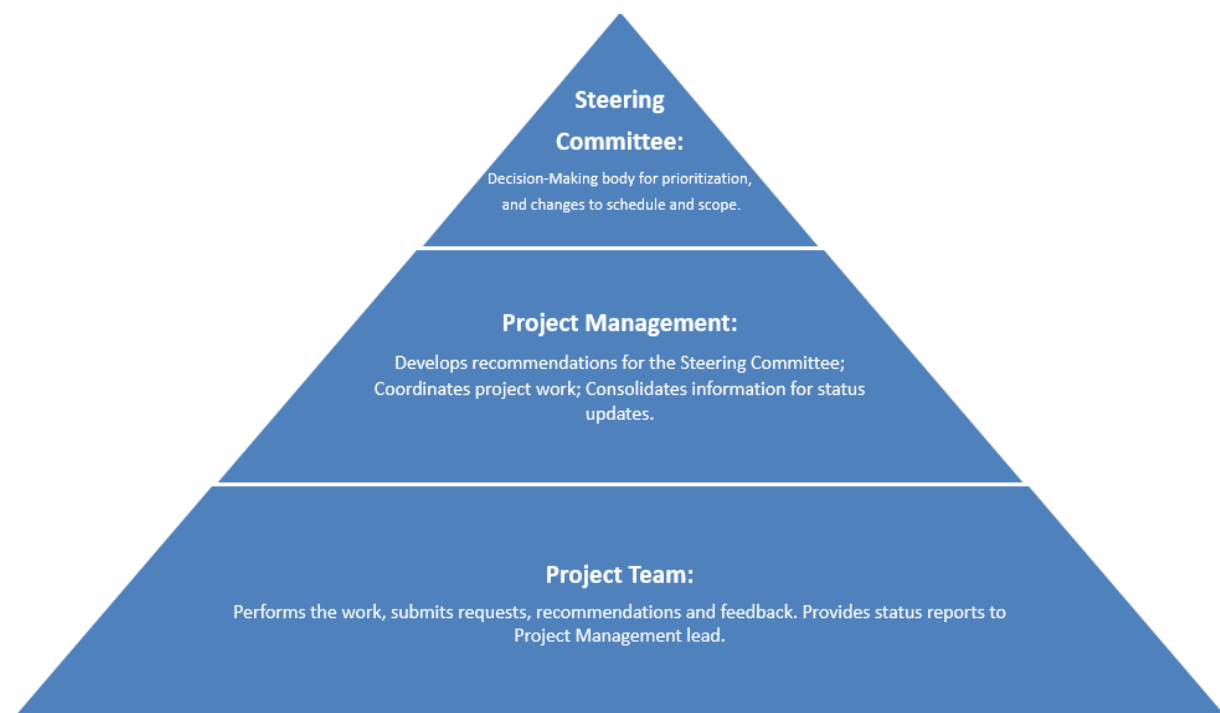 Steering
Committee:
Decision-Making body for prioritization,
and changes to schedule and scope.
Project Management:
Develops recommendations for the Steering Committee;
Coordinates project work; Consolidates information for status
updates.
Project Team:
Performs the work, submits requests, recommendations and feedback. Provides status reports to
Project Management lead.